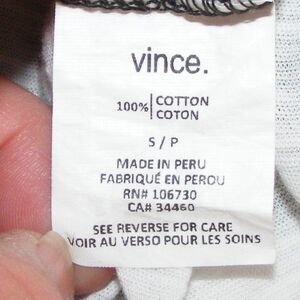 vince.
100% COTTON
COTON
S / P
MADE IN PERU
FABRIQUÉ EN PEROU
RN# 106730
CA# 34460
SEE REVERSE FOR CARE
VOIR AU VERSO POUR LES SOINS